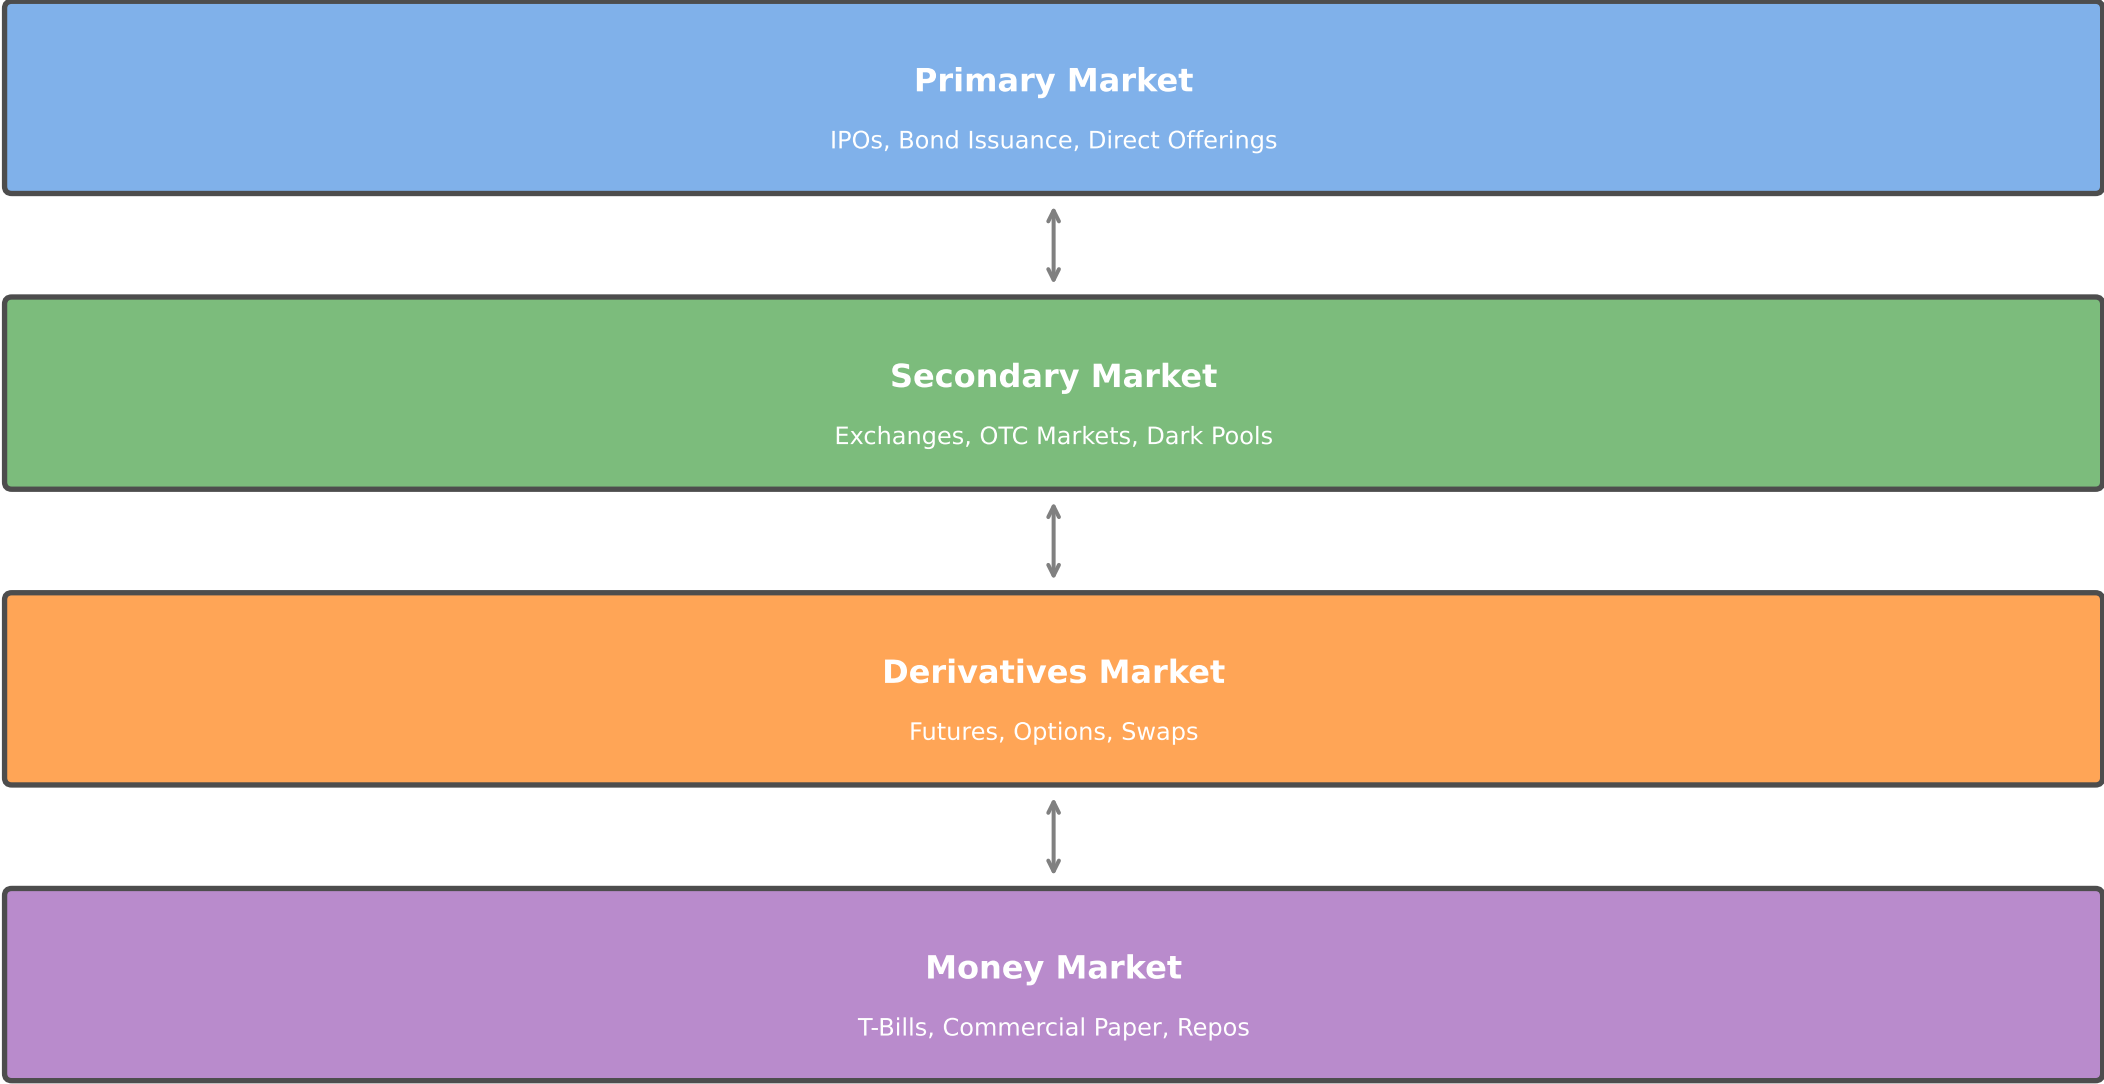 Primary Market
IPOs, Bond Issuance, Direct Offerings
Secondary Market
Exchanges, OTC Markets, Dark Pools
Derivatives Market
Futures, Options, Swaps
Money Market
T-Bills, Commercial Paper, Repos